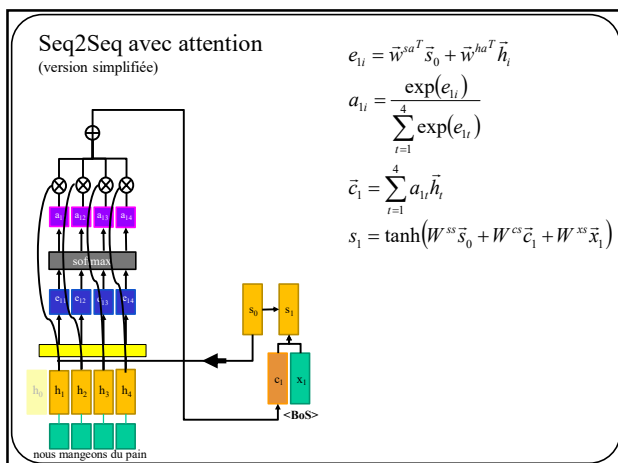 Seq2Seq avec attention
(version simplifiée)
e_{1i} = \vec{w}^{sa^T} \vec{s}_0 + \vec{w}^{ha^T} \vec{h}_i
a_{1i} = \frac{\exp(e_{1i})}{\sum_{t=1}^{4} \exp(e_{1t})}
\vec{c}_1 = \sum_{t=1}^{4} a_{1t} \vec{h}_t
s_1 = \tanh(W^{ss} \vec{s}_0 + W^{cs} \vec{c}_1 + W^{xs} \vec{x}_1)
a_{11} a_{12} a_{13} a_{14}
softmax
e_{11} e_{12} e_{13} e_{14}
s_0 s_1
h_0 h_1 h_2 h_3 h_4
c_1 x_1
<BoS>
nous mangeons du pain